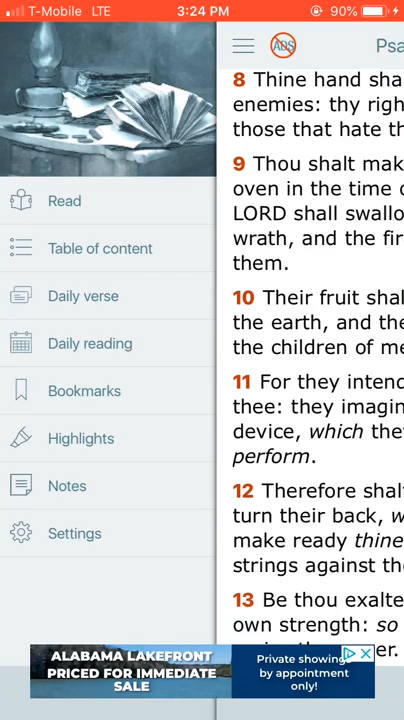 T-Mobile LTE 3:24 PM 90%
ADS Psa
Read
Table of content
Daily verse
Daily reading
Bookmarks
Highlights
Notes
Settings
8 Thine hand sha
enemies: thy righ
those that hate th
9 Thou shalt mak
oven in the time o
LORD shall swallo
wrath, and the fir
them.
10 Their fruit shal
the earth, and the
the children of me
11 For they inten
thee: they imagin
device, which the
perform.
12 Therefore shal
turn their back, w
make ready thine
strings against the
13 Be thou exalte
own strength: so
ALABAMA LAKEFRONT
PRICED FOR IMMEDIATE
SALE
Private showings
by appointment
only!